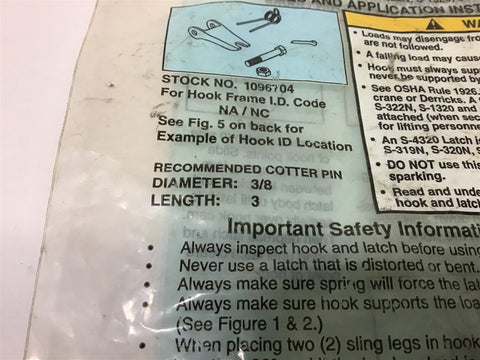 ES AND APPLICATION INST
WA
• Loads may disengage from
are not followed.
• A falling load may cause
• Hook must always sup
never be supported by
• See OSHA Rule 1926.
crane or Derricks. A
S-322N, S-1320 and
attached (when sec
for lifting personne
• An S-4320 Latch is
S-319N, S-320N, S
• DO NOT use this
sparking.
• Read and unde
hook and latch
STOCK NO. 1096704
For Hook Frame I.D. Code
NA / NC
See Fig. 5 on back for
Example of Hook ID Location
RECOMMENDED COTTER PIN
DIAMETER: 3/8
LENGTH: 3
Important Safety Informati
• Always inspect hook and latch before using
• Never use a latch that is distorted or bent.
• Always make sure spring will force the latc
• Always make sure hook supports the loa
(See Figure 1 & 2.)
• When placing two (2) sling legs in hook